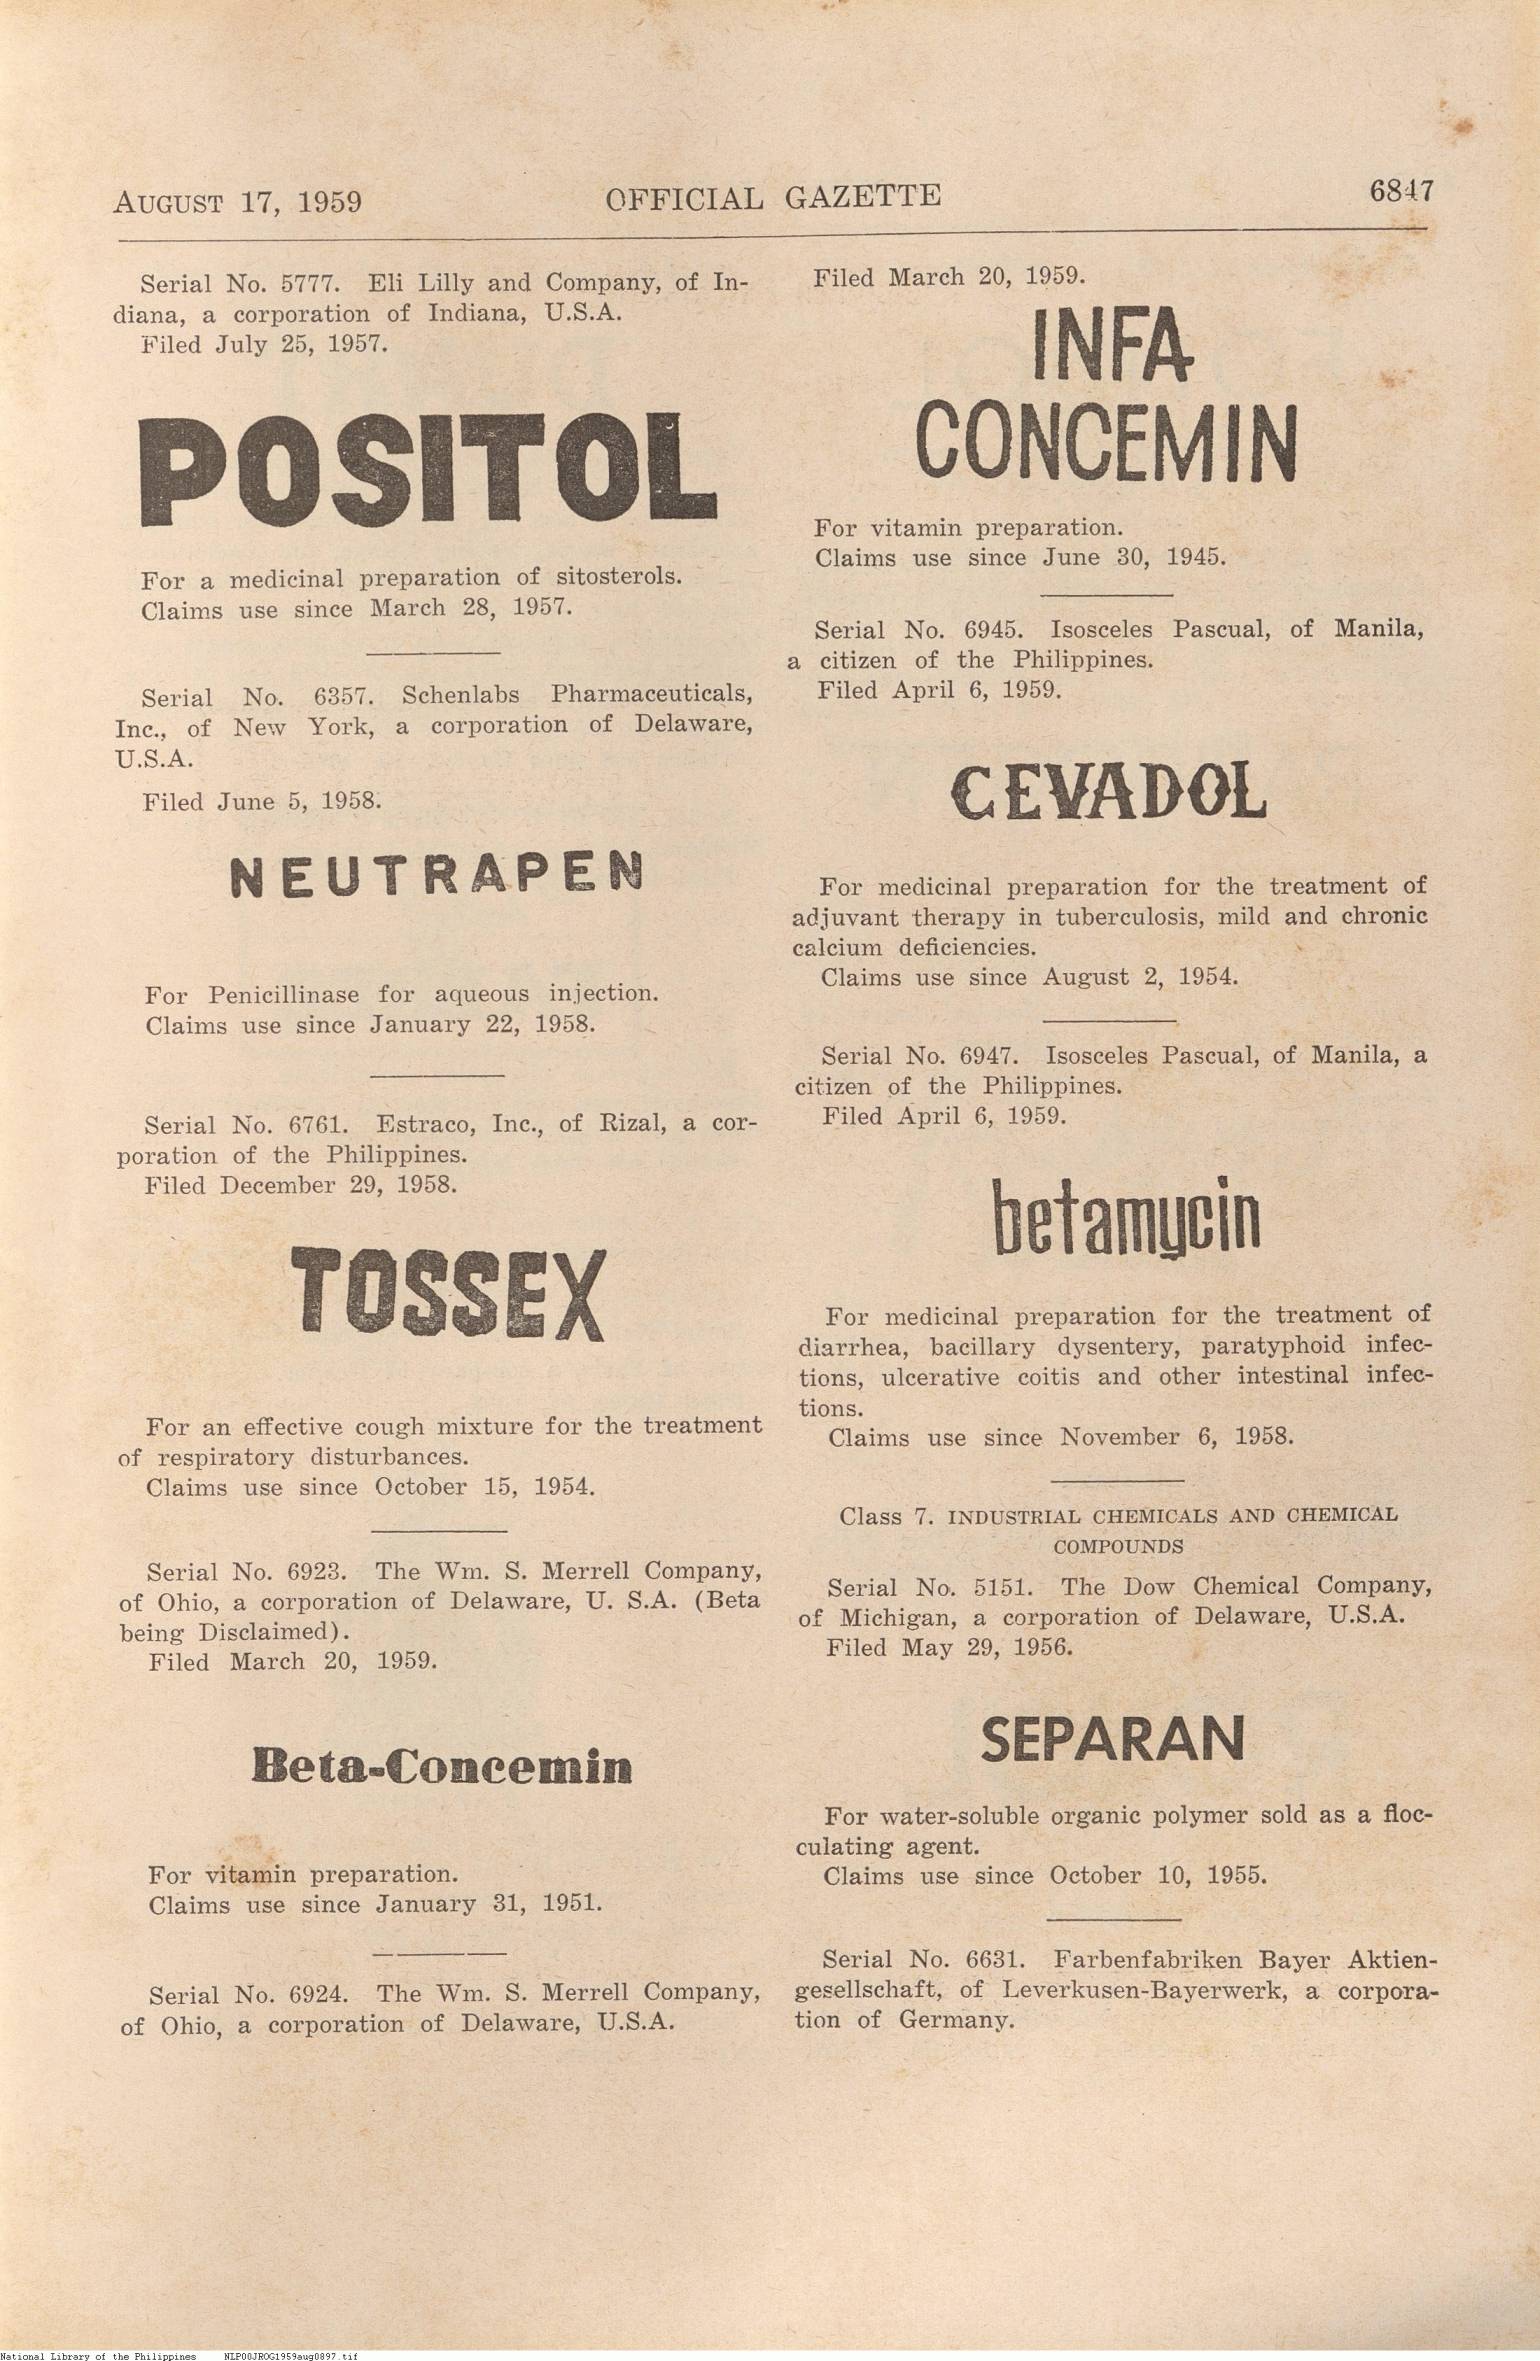 AUGUST 17, 1959 OFFICIAL GAZETTE 6847
Serial No. 5777. Eli Lilly and Company, of In-
diana, a corporation of Indiana, U.S.A.
Filed July 25, 1957.
POSITOL
For a medicinal preparation of sitosterols.
Claims use since March 28, 1957.
Serial No. 6357. Schenlabs Pharmaceuticals,
Inc., of New York, a corporation of Delaware,
U.S.A.
Filed June 5, 1958.
NEUTRAPEN
For Penicillinase for aqueous injection.
Claims use since January 22, 1958.
Serial No. 6761. Estraco, Inc., of Rizal, a cor-
poration of the Philippines.
Filed December 29, 1958.
TOSSEX
For an effective cough mixture for the treatment
of respiratory disturbances.
Claims use since October 15, 1954.
Serial No. 6923. The Wm. S. Merrell Company,
of Ohio, a corporation of Delaware, U. S.A. (Beta
being Disclaimed).
Filed March 20, 1959.
Beta-Concemin
For vitamin preparation.
Claims use since January 31, 1951.
Serial No. 6924. The Wm. S. Merrell Company,
of Ohio, a corporation of Delaware, U.S.A.
Filed March 20, 1959.
INFA
CONCEMIN
For vitamin preparation.
Claims use since June 30, 1945.
Serial No. 6945. Isosceles Pascual, of Manila,
a citizen of the Philippines.
Filed April 6, 1959.
CEVADOL
For medicinal preparation for the treatment of
adjuvant therapy in tuberculosis, mild and chronic
calcium deficiencies.
Claims use since August 2, 1954.
Serial No. 6947. Isosceles Pascual, of Manila, a
citizen of the Philippines.
Filed April 6, 1959.
betamycin
For medicinal preparation for the treatment of
diarrhea, bacillary dysentery, paratyphoid infec-
tions, ulcerative coitis and other intestinal infec-
tions.
Claims use since November 6, 1958.
Class 7. INDUSTRIAL CHEMICALS AND CHEMICAL
COMPOUNDS
Serial No. 5151. The Dow Chemical Company,
of Michigan, a corporation of Delaware, U.S.A.
Filed May 29, 1956.
SEPARAN
For water-soluble organic polymer sold as a floc-
culating agent.
Claims use since October 10, 1955.
Serial No. 6631. Farbenfabriken Bayer Aktien-
gesellschaft, of Leverkusen-Bayerwerk, a corpora-
tion of Germany.
National Library of the Philippines NLP00JROG1959aug0897.tif